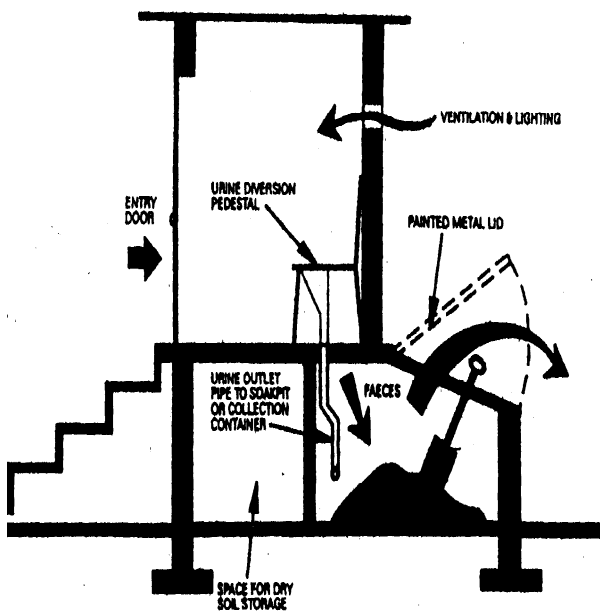 VENTILATION & LIGHTING
URINE DIVERSION
PEDESTAL
ENTRY
DOOR
PAINTED METAL LID
URINE OUTLET
PIPE TO SOAKPIT
OR COLLECTION
CONTAINER
FAECES
SPACE FOR DRY
SOIL STORAGE